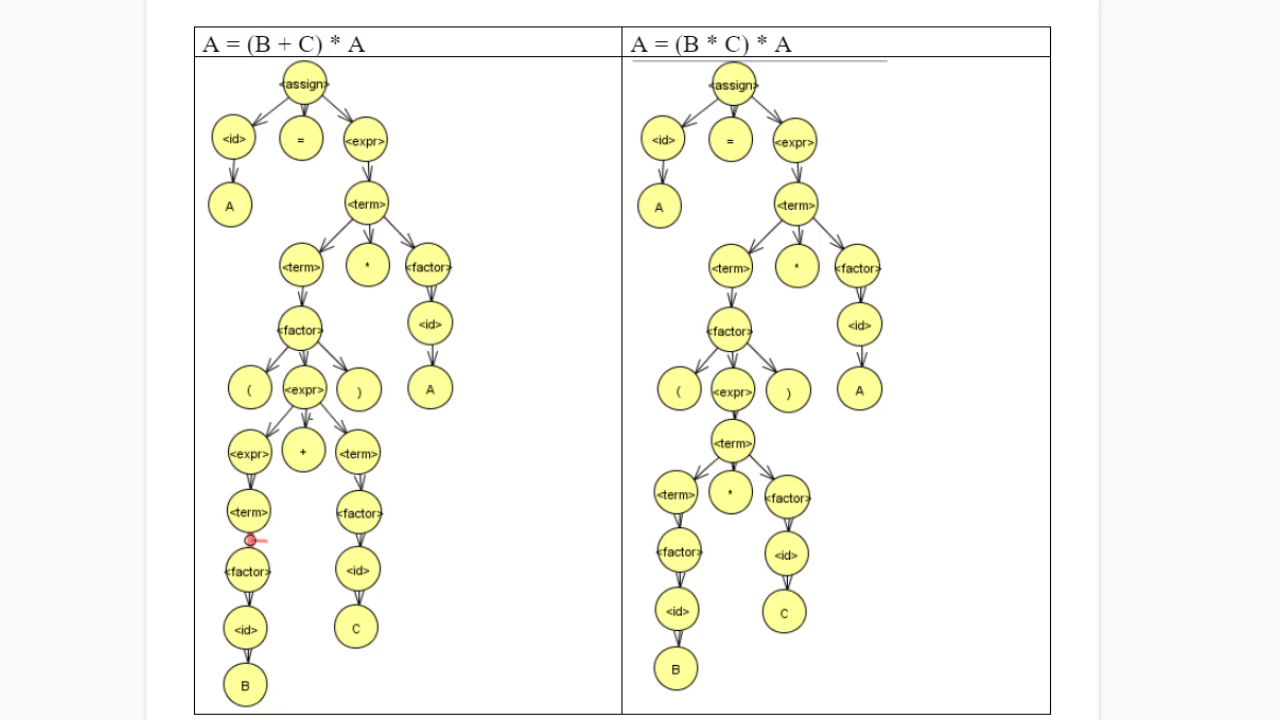 A = (B + C) * A
<assign>
<id> = <expr>
A
<term>
<term> * <factor>
<factor> <id>
( <expr> ) A
<expr> + <term>
<term> <factor>
<factor> <id>
<id> C
B
A = (B * C) * A
<assign>
<id> = <expr>
A
<term>
<term> * <factor>
<factor> <id>
( <expr> ) A
<term>
<term> * <factor>
<factor> <id>
<id> C
B